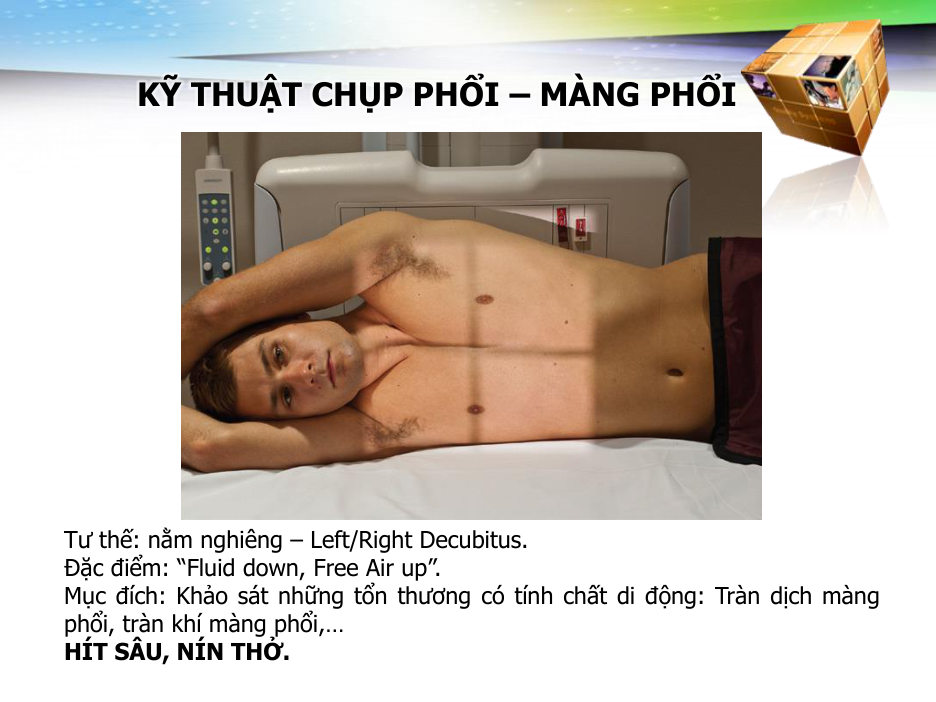 KỸ THUẬT CHỤP PHỔI – MÀNG PHỔI
Tư thế: nằm nghiêng – Left/Right Decubitus.
Đặc điểm: “Fluid down, Free Air up”.
Mục đích: Khảo sát những tổn thương có tính chất di động: Tràn dịch màng
phổi, tràn khí màng phổi,…
HÍT SÂU, NÍN THỞ.